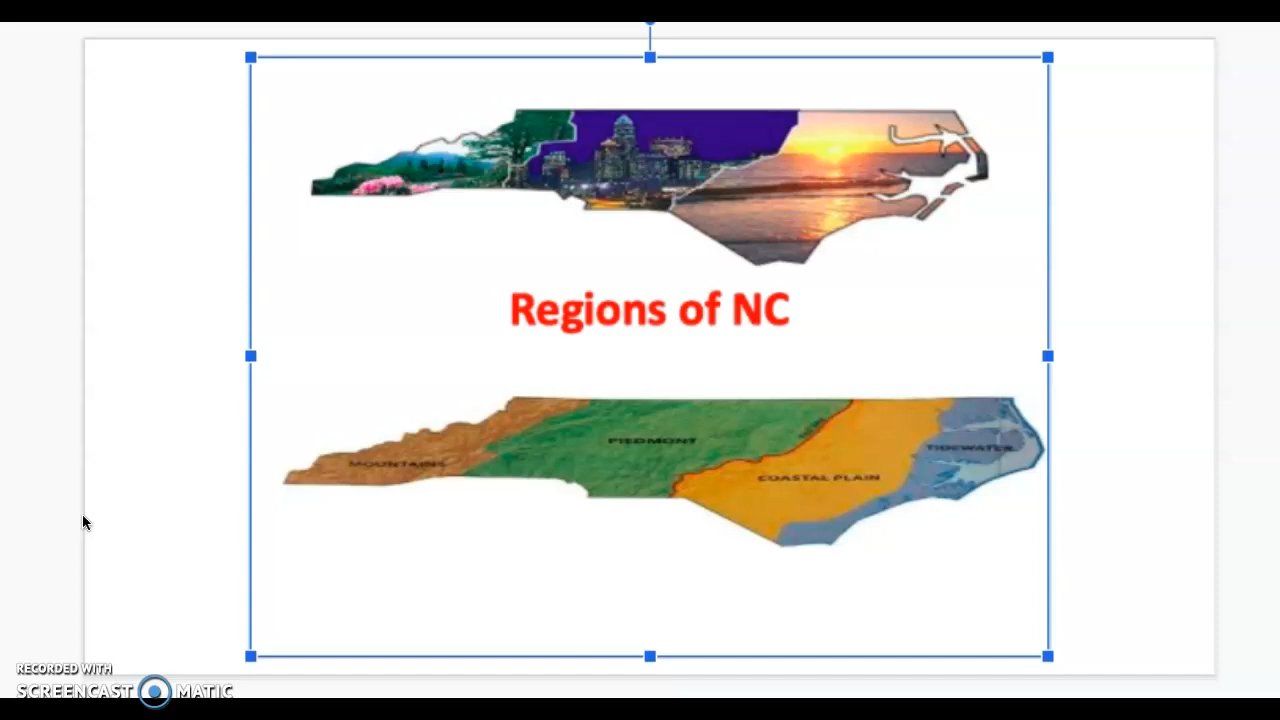 Regions of NC
PIEDMONT
TIDEWATER
MOUNTAINS
COASTAL PLAIN
RECORDED WITH
SCREENCAST MATIC